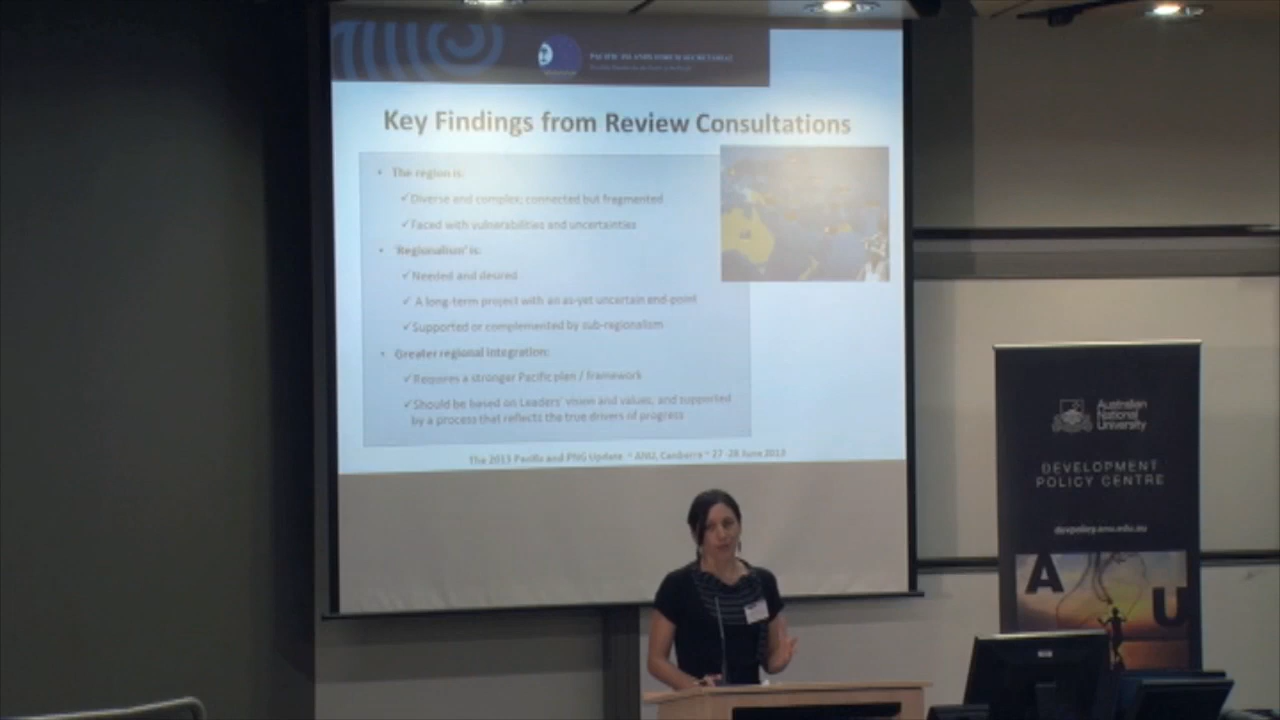 PACIFIC ISLANDS FORUM SECRETARIAT
Key Findings from Review Consultations
• The region is:
✓Diverse and complex; connected but fragmented
✓Faced with vulnerabilities and uncertainties
• 'Regionalism' is:
✓Needed and desired
✓ A long-term project with an as-yet uncertain end-point
✓Supported or complemented by sub-regionalism
• Greater regional integration:
✓Requires a stronger Pacific plan / framework
✓Should be based on Leaders' vision and values, and supported
by a process that reflects the true drivers of progress
The 2013 Pacific and PNG Update * ANU, Canberra * 27 -28 June 2013
Australian
National
University
DEVELOPMENT
POLICY CENTRE
devpolicy.anu.edu.au
A
U